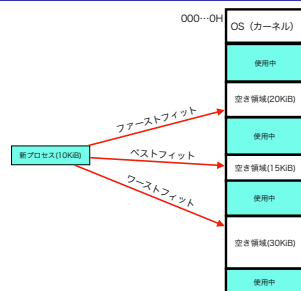 000…0H
OS（カーネル）
使用中
空き領域(20KiB)
ファーストフィット
使用中
新プロセス(10KiB)
ベストフィット
空き領域(15KiB)
ワーストフィット
使用中
空き領域(30KiB)
使用中